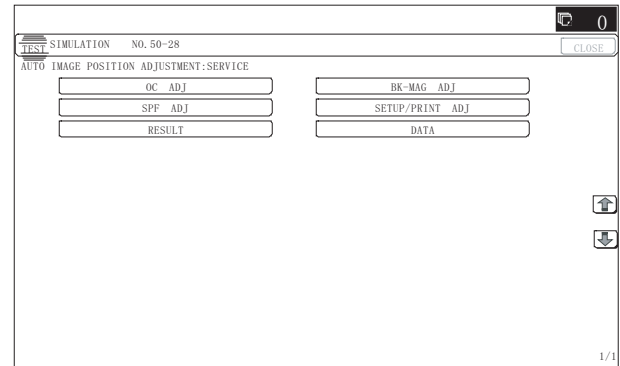 0
TEST SIMULATION NO.50-28
CLOSE
AUTO IMAGE POSITION ADJUSTMENT:SERVICE
OC ADJ BK-MAG ADJ
SPF ADJ SETUP/PRINT ADJ
RESULT DATA
1/1